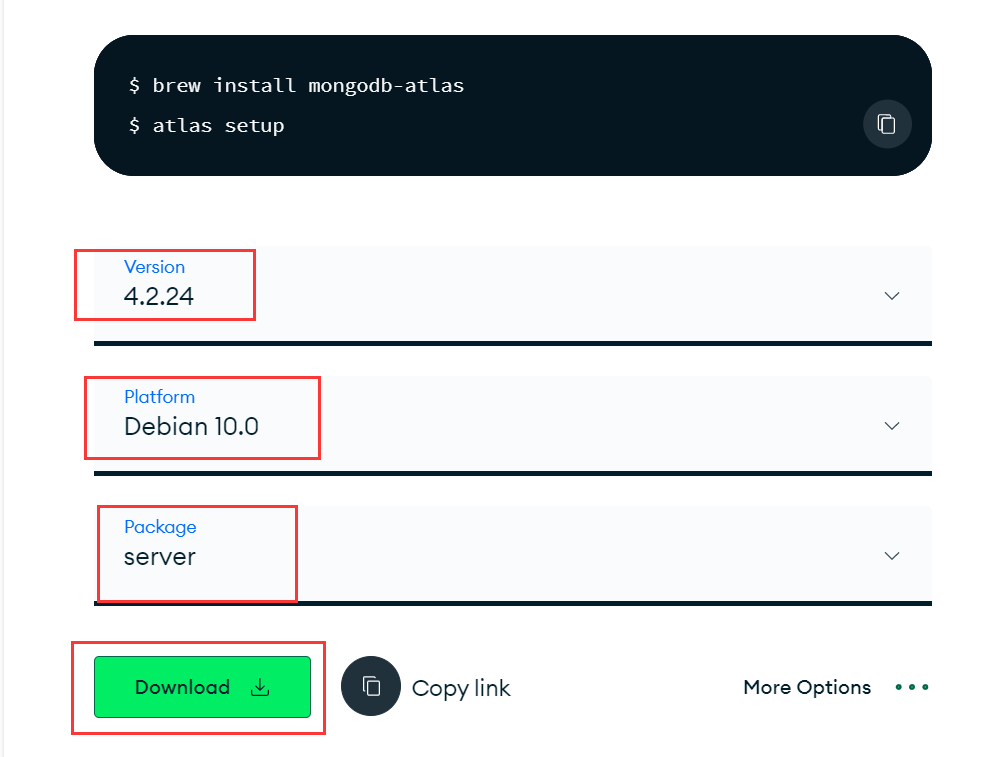 $ brew install mongodb-atlas
$ atlas setup
Version
4.2.24
Platform
Debian 10.0
Package
server
Download
Copy link
More Options